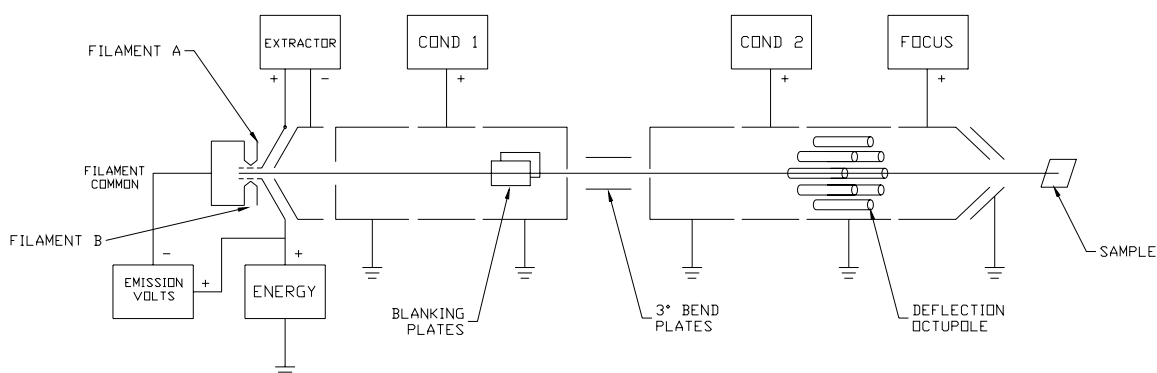 FILAMENT A
EXTRACTOR
COND 1
COND 2
FOCUS
+
-
+
+
+
FILAMENT
COMMON
FILAMENT B
-
+
+
EMISSION
VOLTS
ENERGY
BLANKING
PLATES
3° BEND
PLATES
DEFLECTION
OCTUPOLE
SAMPLE